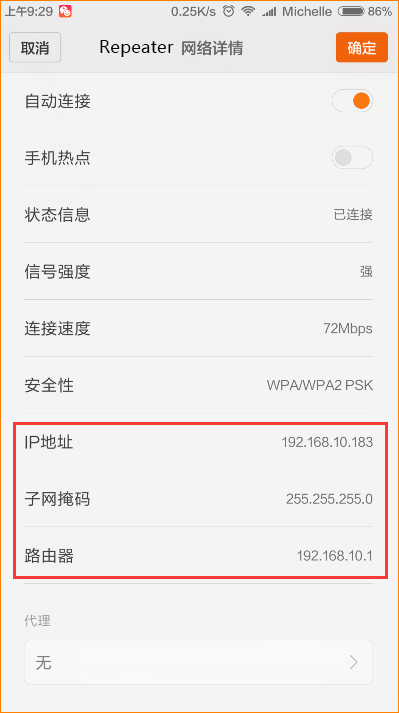 上午9:29 0.25K/s Michelle 86%
取消 Repeater 网络详情 确定
自动连接
手机热点
状态信息 已连接
信号强度 强
连接速度 72Mbps
安全性 WPA/WPA2 PSK
IP地址 192.168.10.183
子网掩码 255.255.255.0
路由器 192.168.10.1
代理
无